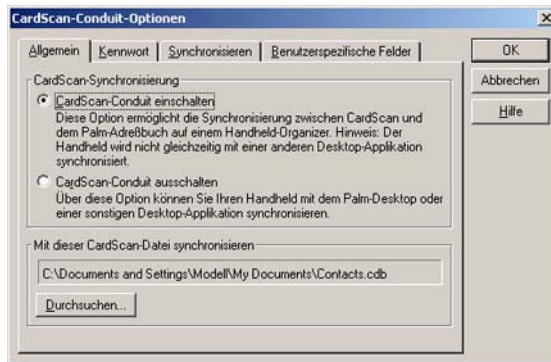 CardScan-Conduit-Optionen
Allgemein Kennwort Synchronisieren Benutzerspezifische Felder
CardScan-Synchronisierung
CardScan-Conduit einschalten
Diese Option ermöglicht die Synchronisierung zwischen CardScan und
dem Palm-Adreßbuch auf einem Handheld-Organizer. Hinweis: Der
Handheld wird nicht gleichzeitig mit einer anderen Desktop-Applikation
synchronisiert.
CardScan-Conduit ausschalten
Über diese Option können Sie Ihren Handheld mit dem Palm-Desktop oder
einer sonstigen Desktop-Applikation synchronisieren.
Mit dieser CardScan-Datei synchronisieren
C:\Documents and Settings\Modell\My Documents\Contacts.cdb
Durchsuchen...
OK
Abbrechen
Hilfe